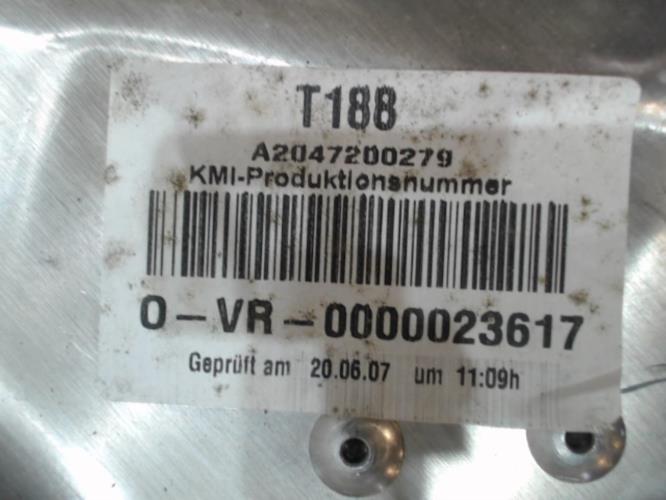 T188
A2047200279
KMI-Produktionsnummer
O-VR-0000023617
Geprüft am 20.06.07 um 11:09h